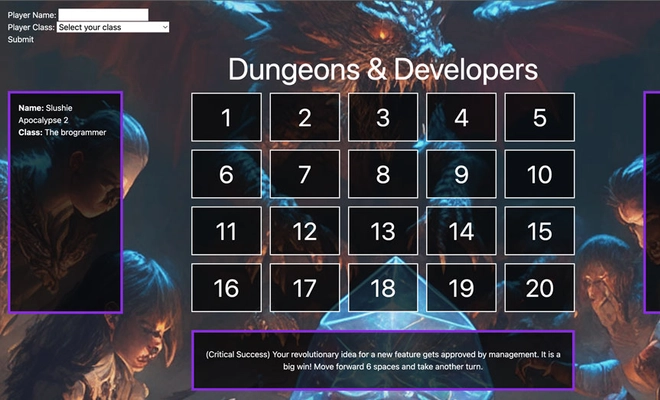 Player Name:
Player Class: Select your class
Submit
Dungeons & Developers
Name: Slushie
Apocalypse 2
Class: The brogrammer
1 2 3 4 5
6 7 8 9 10
11 12 13 14 15
16 17 18 19 20
(Critical Success) Your revolutionary idea for a new feature gets approved by management. It is a
big win! Move forward 6 spaces and take another turn.